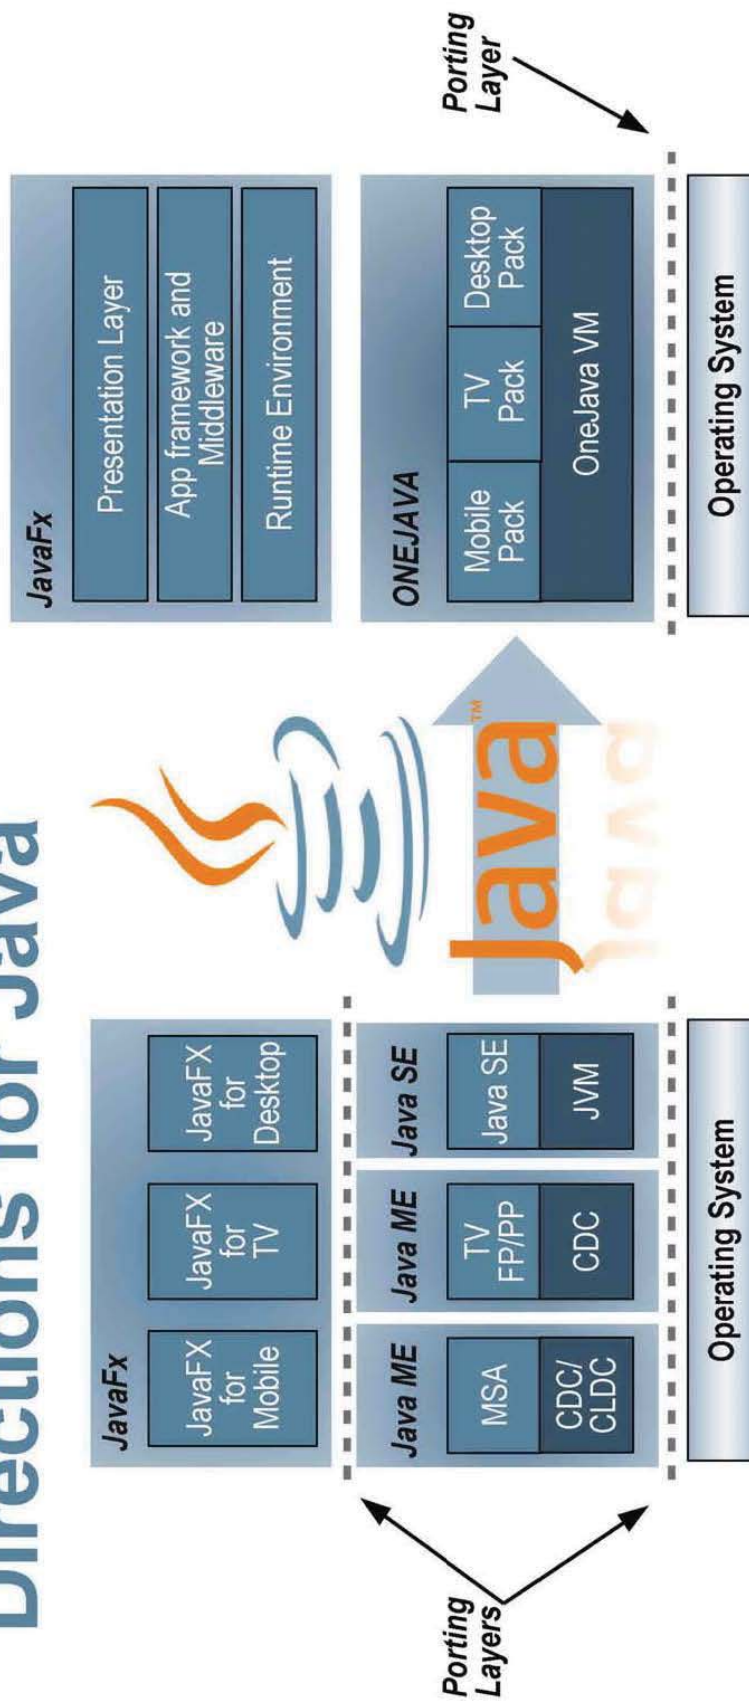 Directions for Java
JavaFx
JavaFX
for
Mobile
JavaFX
for
TV
JavaFX
for
Desktop
Java ME
MSA
CDC/
CLDC
Java ME
TV
FP/PP
CDC
Java SE
Java SE
JVM
Operating System
Porting
Layers
Java™
JavaFx
Presentation Layer
App framework and
Middleware
Runtime Environment
ONEJAVA
Mobile
Pack
TV
Pack
Desktop
Pack
OneJava VM
Operating System
Porting
Layer